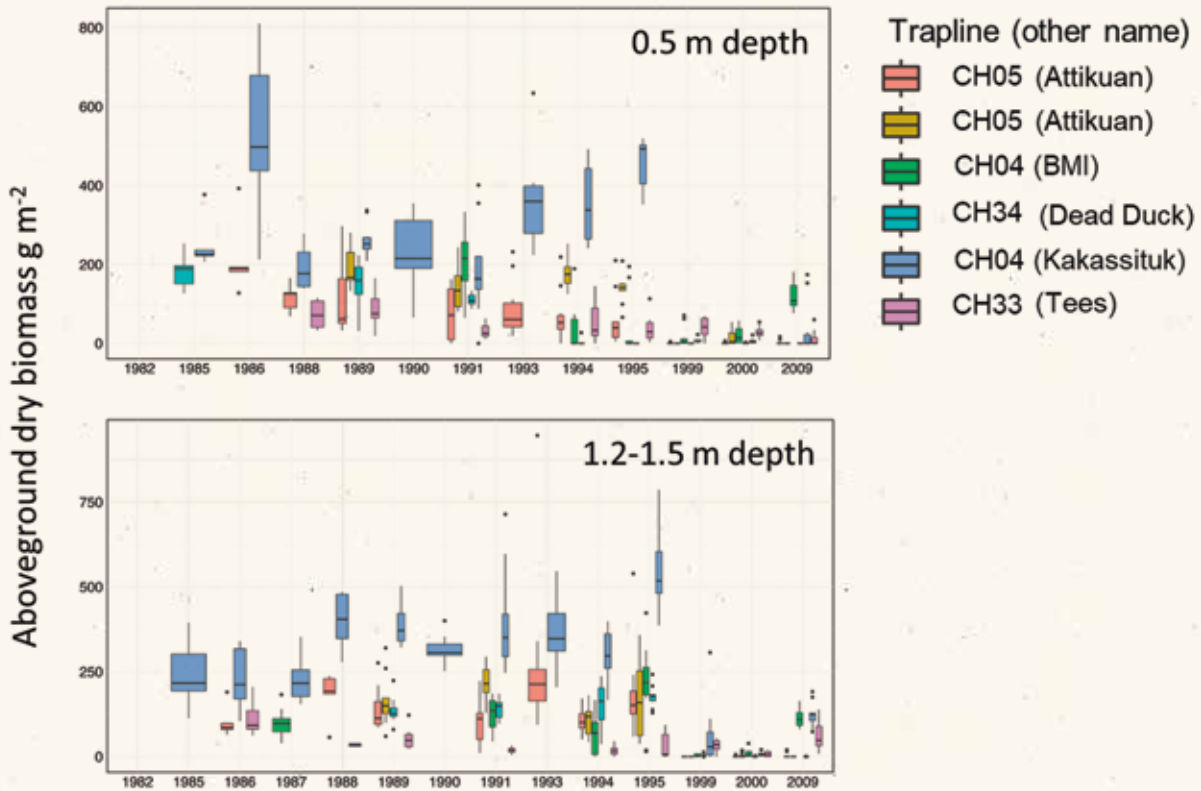 Aboveground dry biomass g m⁻²
800
600
400
200
0
0.5 m depth
1982 1985 1986 1988 1989 1990 1991 1993 1994 1995 1999 2000 2009
750
500
250
0
1.2-1.5 m depth
1982 1985 1986 1987 1988 1989 1990 1991 1993 1994 1995 1999 2000 2009
Trapline (other name)
CH05 (Attikuan)
CH05 (Attikuan)
CH04 (BMI)
CH34 (Dead Duck)
CH04 (Kakassituk)
CH33 (Tees)